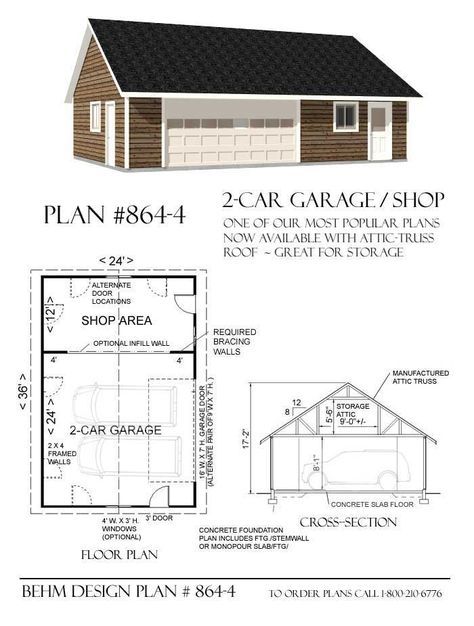 PLAN #864-4
2-CAR GARAGE / SHOP
ONE OF OUR MOST POPULAR PLANS
NOW AVAILABLE WITH ATTIC-TRUSS
ROOF ~ GREAT FOR STORAGE
24'
ALTERNATE
DOOR
LOCATIONS
12'
SHOP AREA
OPTIONAL INFILL WALL
4'
4'
REQUIRED
BRACING
WALLS
36'
24'
2-CAR GARAGE
2 X 4
FRAMED
WALLS
16' W. X 7' H. GARAGE DOOR
(ALTERNATE PAIR OF 9'W. X 7' H.)
4' W. X 3' H.
WINDOWS
(OPTIONAL)
3' DOOR
FLOOR PLAN
MANUFACTURED
ATTIC TRUSS
12
8
5'-6"
STORAGE
ATTIC
9'-0"+/-
17'-2"
8'-1"
CONCRETE SLAB FLOOR
CROSS-SECTION
CONCRETE FOUNDATION
PLAN INCLUDES FTG./STEMWALL
OR MONOPOUR SLAB/FTG/
BEHM DESIGN PLAN # 864-4
TO ORDER PLANS CALL 1-800-210-6776